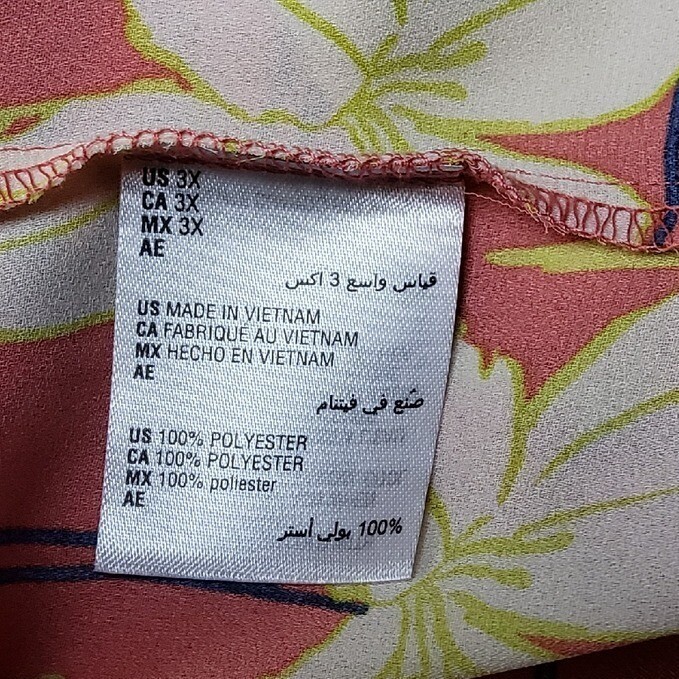 US 3X
CA 3X
MX 3X
AE
قياس واسع 3 اكس
US MADE IN VIETNAM
CA FABRIQUE AU VIETNAM
MX HECHO EN VIETNAM
AE
صّنع في فيتنام
US 100% POLYESTER
CA 100% POLYESTER
MX 100% poliester
AE
100% بولي أستر